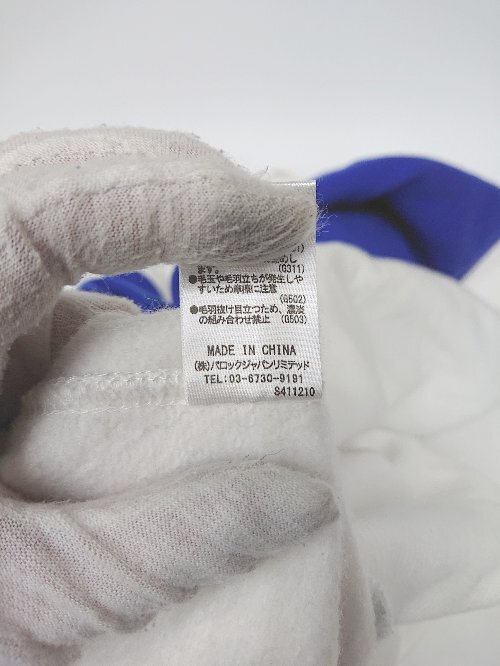 めし
ます。 (G311)
●毛玉や毛羽立ちが発生し
やすいため摩擦に注意
(G502)
●毛羽抜け目立つため、濃淡
の組み合わせ禁止 (G503)
MADE IN CHINA
(株)バロックジャパンリミテッド
TEL:03-6730-9191
S411210